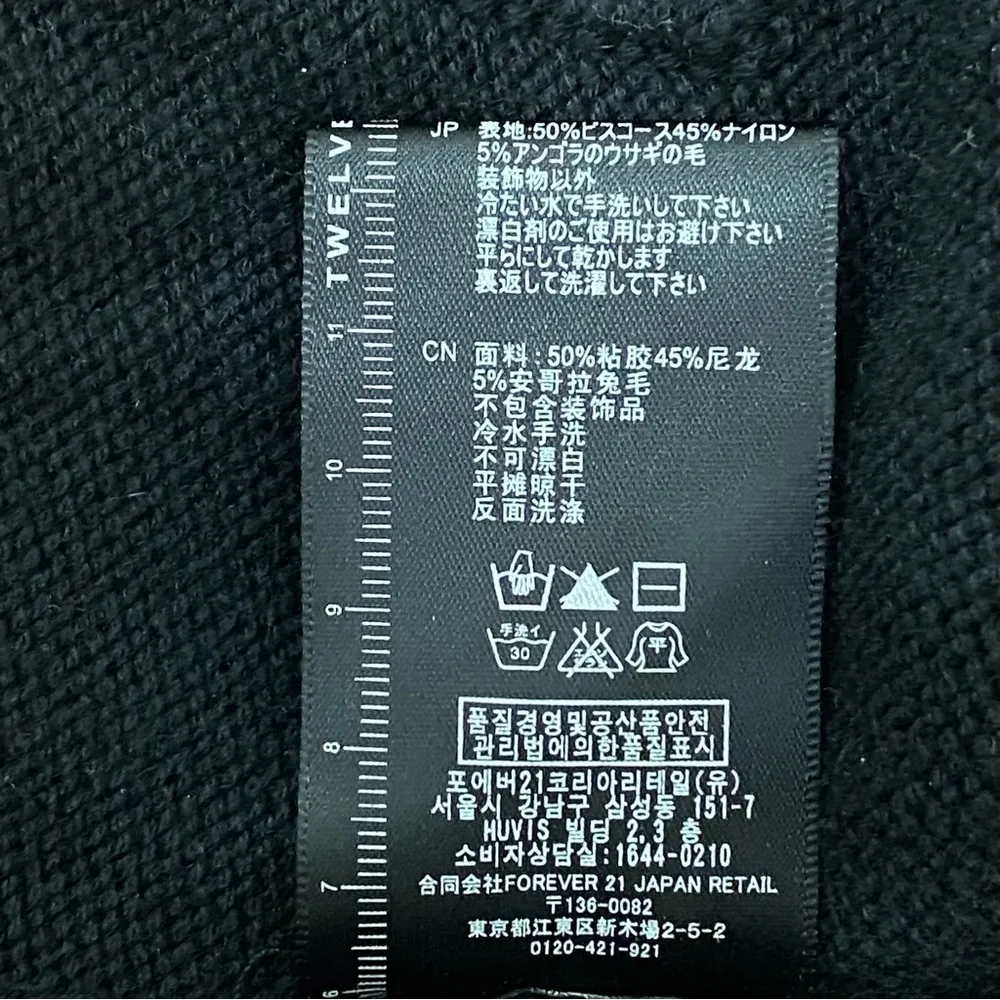 TWELVE
11
10
9
8
7
6
JP 表地:50%ビスコース45%ナイロン
5%アンゴラのウサギの毛
装飾物以外
冷たい水で手洗いして下さい
漂白剤のご使用はお避け下さい
平らにして乾かします
裏返して洗濯して下さい
CN 面料:50%粘胶45%尼龙
5%安哥拉兔毛
不包含装饰品
冷水手洗
不可漂白
平摊晾干
反面洗涤
手洗イ
30
平
품질경영및공산품안전
관리법에의한품질표시
포에버21코리아리테일(유)
서울시 강남구 삼성동 151-7
HUVIS 빌딩 2,3 층
소비자상담실:1644-0210
合同会社FOREVER 21 JAPAN RETAIL
〒136-0082
東京都江東区新木場2-5-2
0120-421-921